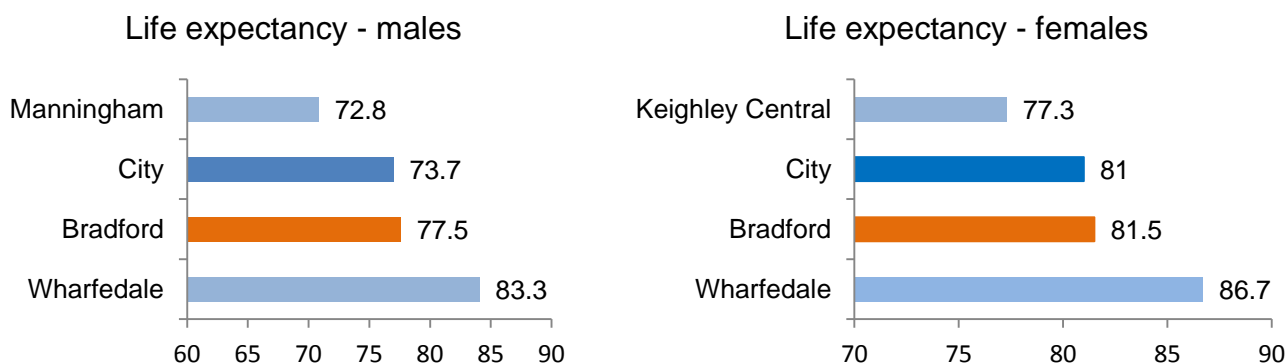 Life expectancy - males
Manningham 72.8
City 73.7
Bradford 77.5
Wharfedale 83.3
60 65 70 75 80 85 90
Life expectancy - females
Keighley Central 77.3
City 81
Bradford 81.5
Wharfedale 86.7
70 75 80 85 90